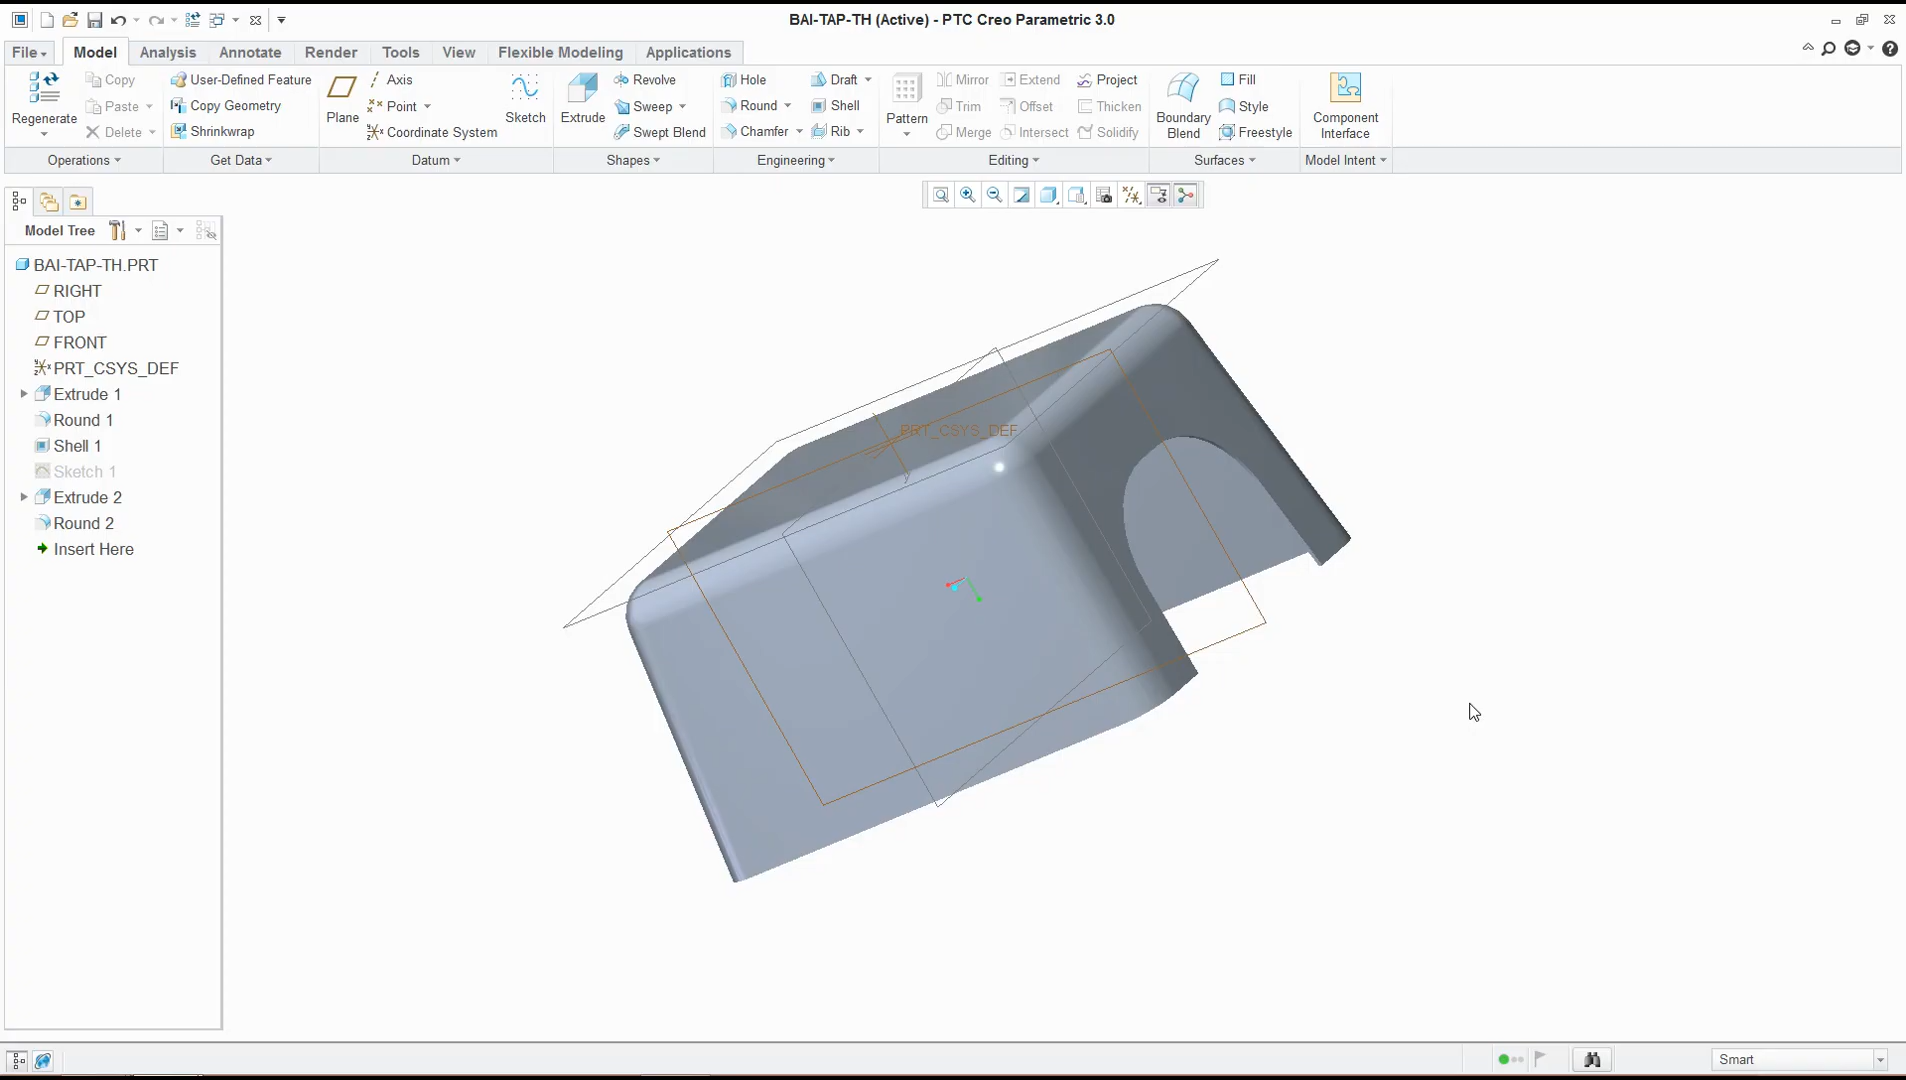 BAI-TAP-TH (Active) - PTC Creo Parametric 3.0
File Model Analysis Annotate Render Tools View Flexible Modeling Applications
Regenerate
Copy
Paste
Delete
Operations
User-Defined Feature
Copy Geometry
Shrinkwrap
Get Data
Plane
Axis
Point
Coordinate System
Sketch
Datum
Extrude
Revolve
Sweep
Swept Blend
Shapes
Hole
Round
Chamfer
Draft
Shell
Rib
Engineering
Pattern
Mirror
Trim
Merge
Extend
Offset
Intersect
Project
Thicken
Solidify
Editing
Boundary
Blend
Fill
Style
Freestyle
Surfaces
Component
Interface
Model Intent
Model Tree
BAI-TAP-TH.PRT
RIGHT
TOP
FRONT
PRT_CSYS_DEF
Extrude 1
Round 1
Shell 1
Sketch 1
Extrude 2
Round 2
Insert Here
PRT_CSYS_DEF
Smart